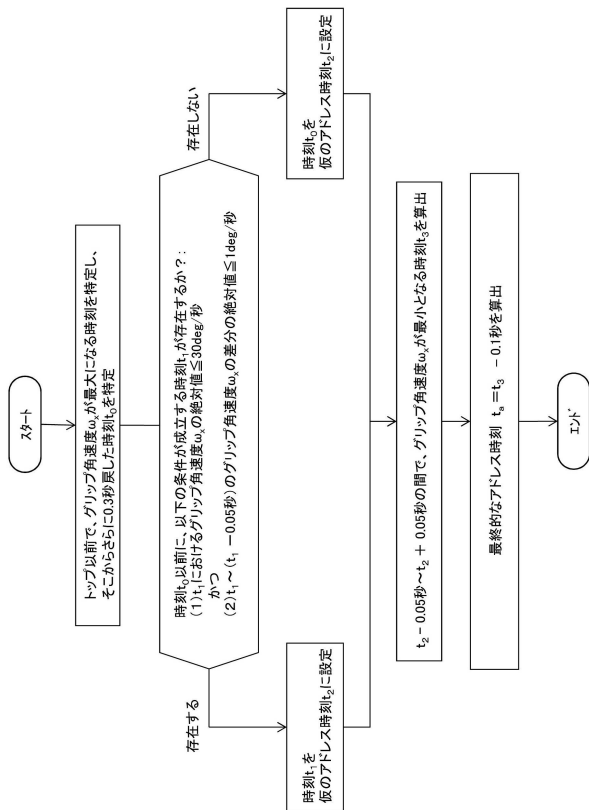 スタート
トップ以前で、グリップ角速度ωxが最大になる時刻を特定し、
そこからさらに0.3秒戻した時刻t0を特定
時刻t0以前に、以下の条件が成立する時刻t1が存在するか？：
(1)t1におけるグリップ角速度ωxの絶対値≦30deg/秒
かつ
(2)t1～(t1－0.05秒)のグリップ角速度ωxの差分の絶対値≦1deg/秒
存在する
存在しない
時刻t1を
仮のアドレス時刻t2に設定
時刻t0を
仮のアドレス時刻t2に設定
t2－0.05秒～t2＋0.05秒の間で、グリップ角速度ωxが最小となる時刻t3を算出
最終的なアドレス時刻 ta＝t3 －0.1秒を算出
エンド